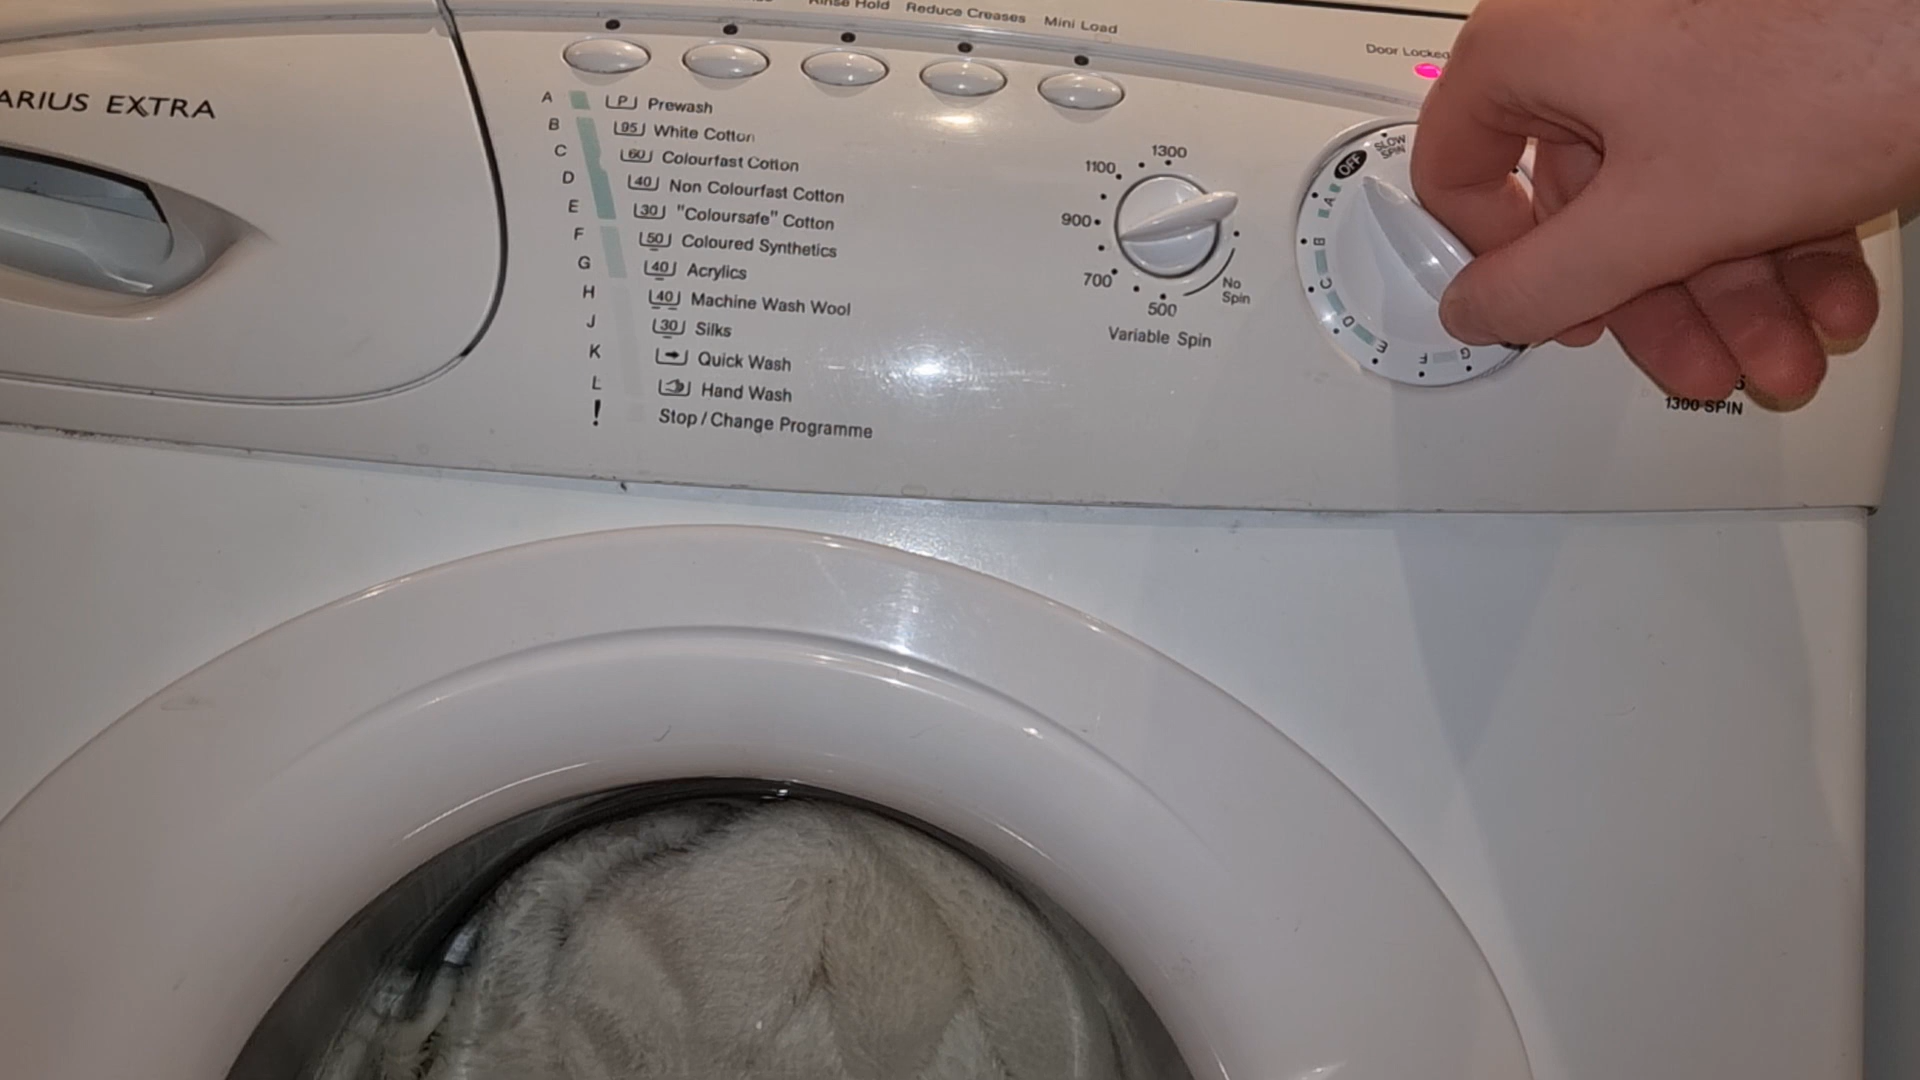 Rinse Hold
Reduce Creases
Mini Load
Door Locked
ARIUS EXTRA
A P Prewash
B 95 White Cotton
C 60 Colourfast Cotton
D 40 Non Colourfast Cotton
E 30 "Coloursafe" Cotton
F 50 Coloured Synthetics
G 40 Acrylics
H 40 Machine Wash Wool
J 30 Silks
K Quick Wash
L Hand Wash
! Stop / Change Programme
1300
1100
900
700
500
No
Spin
Variable Spin
SLOW
SPIN
OFF
A
B
C
D
E
F
G
1300 SPIN